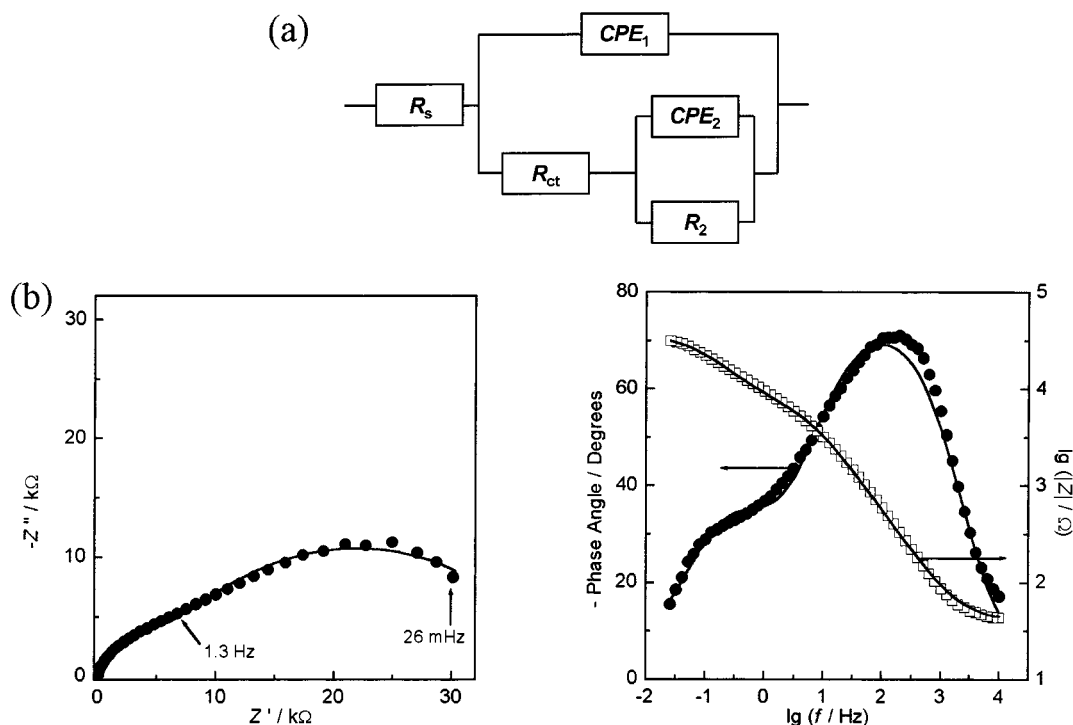 (a)
CPE₁
Rₛ
CPE₂
R_ct
R₂
(b)
30
20
10
0
-Z'' / kΩ
0 10 20 30
Z' / kΩ
1.3 Hz
26 mHz
80
60
40
20
- Phase Angle / Degrees
5
4
3
2
1
lg (|Z| / Ω)
-2 -1 0 1 2 3 4
lg (f / Hz)